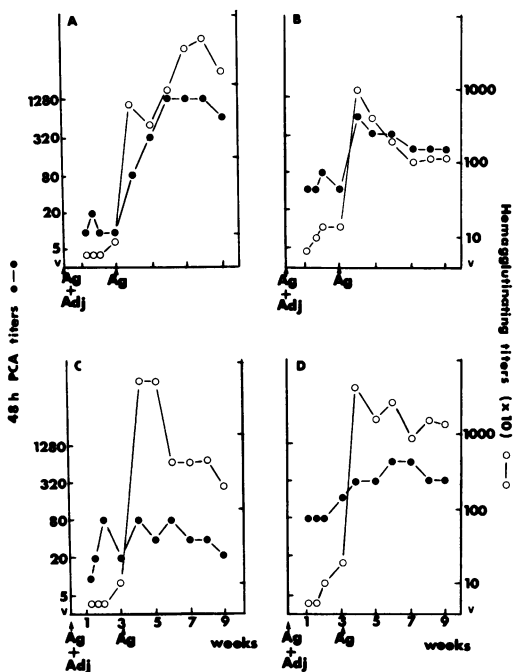 A
B
1280
320
80
20
5
v
1000
100
10
v
Ag
+
Adj
Ag
Ag
+
Adj
Ag
48h PCA titers ●—●
Hemagglutinating titers (x10) ○—○
C
D
1280
320
80
20
5
v
1000
100
10
v
1 3 5 7 9
weeks
1 3 5 7 9
weeks
Ag
+
Adj
Ag
Ag
+
Adj
Ag